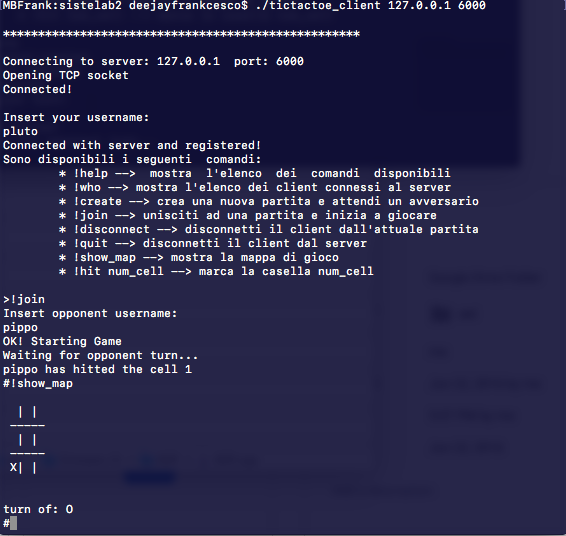 MBFrank:sistelab2 deejayfrankcesco$ ./tictactoe_client 127.0.0.1 6000
***************************************************
Connecting to server: 127.0.0.1  port: 6000
Opening TCP socket
Connected!
Insert your username:
pluto
Connected with server and registered!
Sono disponibili i seguenti  comandi:
* !help -->  mostra  l'elenco  dei  comandi  disponibili
* !who --> mostra l'elenco dei client connessi al server
* !create --> crea una nuova partita e attendi un avversario
* !join --> unisciti ad una partita e inizia a giocare
* !disconnect --> disconnetti il client dall'attuale partita
* !quit --> disconnetti il client dal server
* !show_map --> mostra la mappa di gioco
* !hit num_cell --> marca la casella num_cell
>!join
Insert opponent username:
pippo
OK! Starting Game
Waiting for opponent turn...
pippo has hitted the cell 1
#!show_map
| |
-----
| |
-----
X| |
turn of: O
#